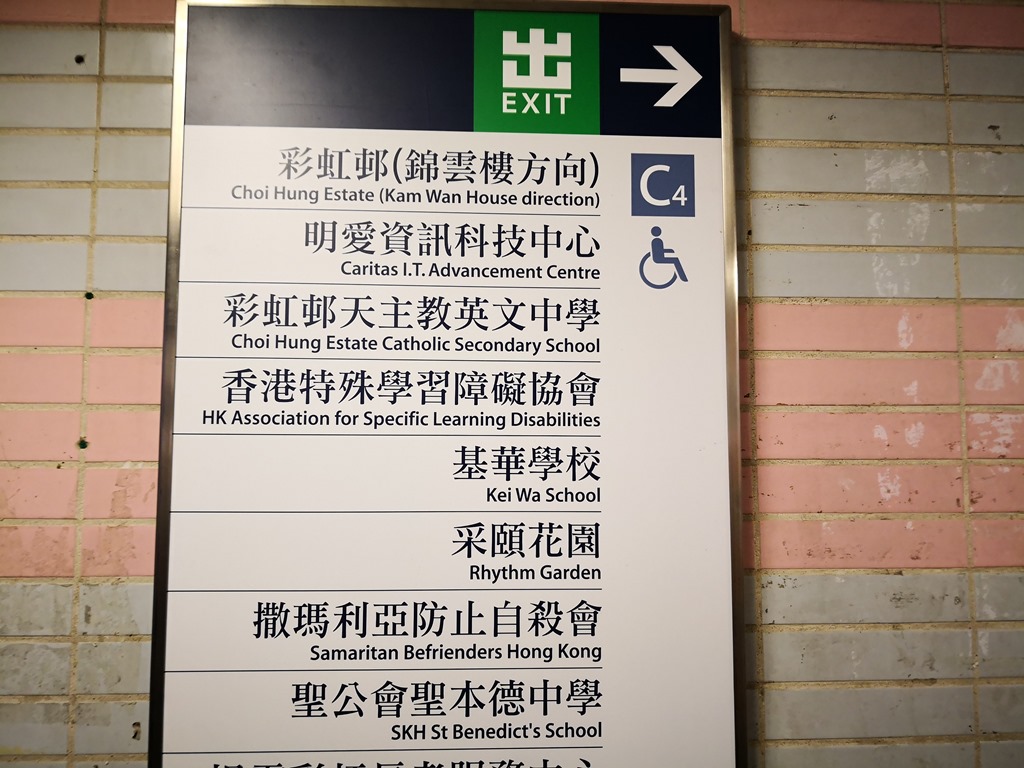 出
EXIT
彩虹邨(錦雲樓方向)
Choi Hung Estate (Kam Wan House direction)
C4
明愛資訊科技中心
Caritas I.T. Advancement Centre
彩虹邨天主教英文中學
Choi Hung Estate Catholic Secondary School
香港特殊學習障礙協會
HK Association for Specific Learning Disabilities
基華學校
Kei Wa School
采頤花園
Rhythm Garden
撒瑪利亞防止自殺會
Samaritan Befrienders Hong Kong
聖公會聖本德中學
SKH St Benedict's School